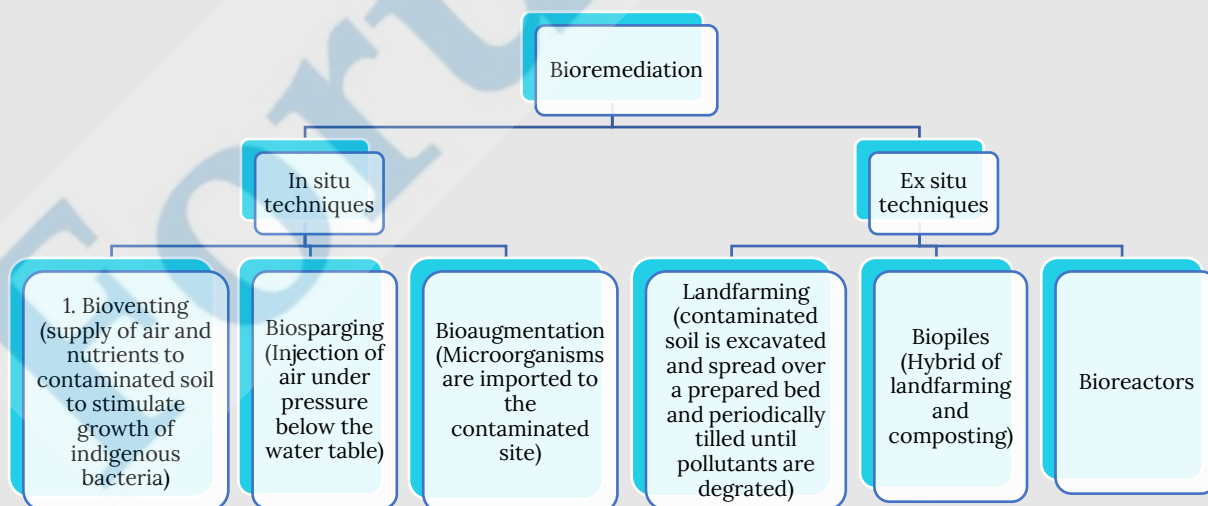 Bioremediation
In situ
techniques
Ex situ
techniques
1. Bioventing
(supply of air and
nutrients to
contaminated soil
to stimulate
growth of
indigenous
bacteria)
Biosparging
(Injection of
air under
pressure
below the
water table)
Bioaugmentation
(Microorganisms
are imported to
the
contaminated
site)
Landfarming
(contaminated
soil is excavated
and spread over
a prepared bed
and periodically
tilled until
pollutants are
degrated)
Biopiles
(Hybrid of
landfarming
and
composting)
Bioreactors